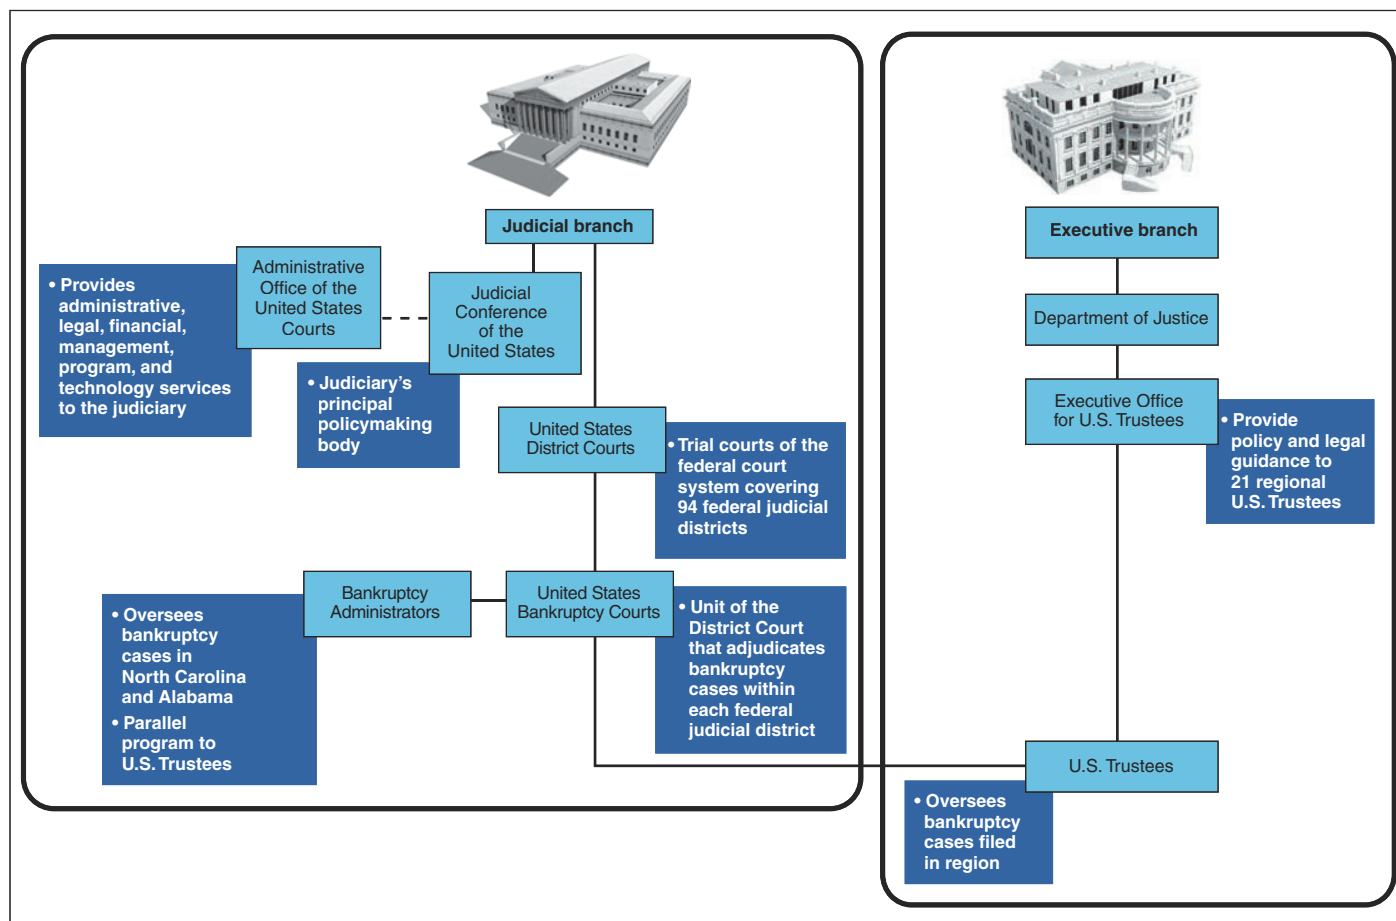 Judicial branch
Administrative
Office of the
United States
Courts
• Provides
administrative,
legal, financial,
management,
program, and
technology services
to the judiciary
Judicial
Conference
of the
United States
• Judiciary’s
principal
policymaking
body
United States
District Courts
• Trial courts of the
federal court
system covering
94 federal judicial
districts
Bankruptcy
Administrators
• Oversees
bankruptcy
cases in
North Carolina
and Alabama
• Parallel
program to
U.S. Trustees
United States
Bankruptcy Courts
• Unit of the
District Court
that adjudicates
bankruptcy
cases within
each federal
judicial district
Executive branch
Department of Justice
Executive Office
for U.S. Trustees
• Provide
policy and legal
guidance to
21 regional
U.S. Trustees
U.S. Trustees
• Oversees
bankruptcy
cases filed
in region